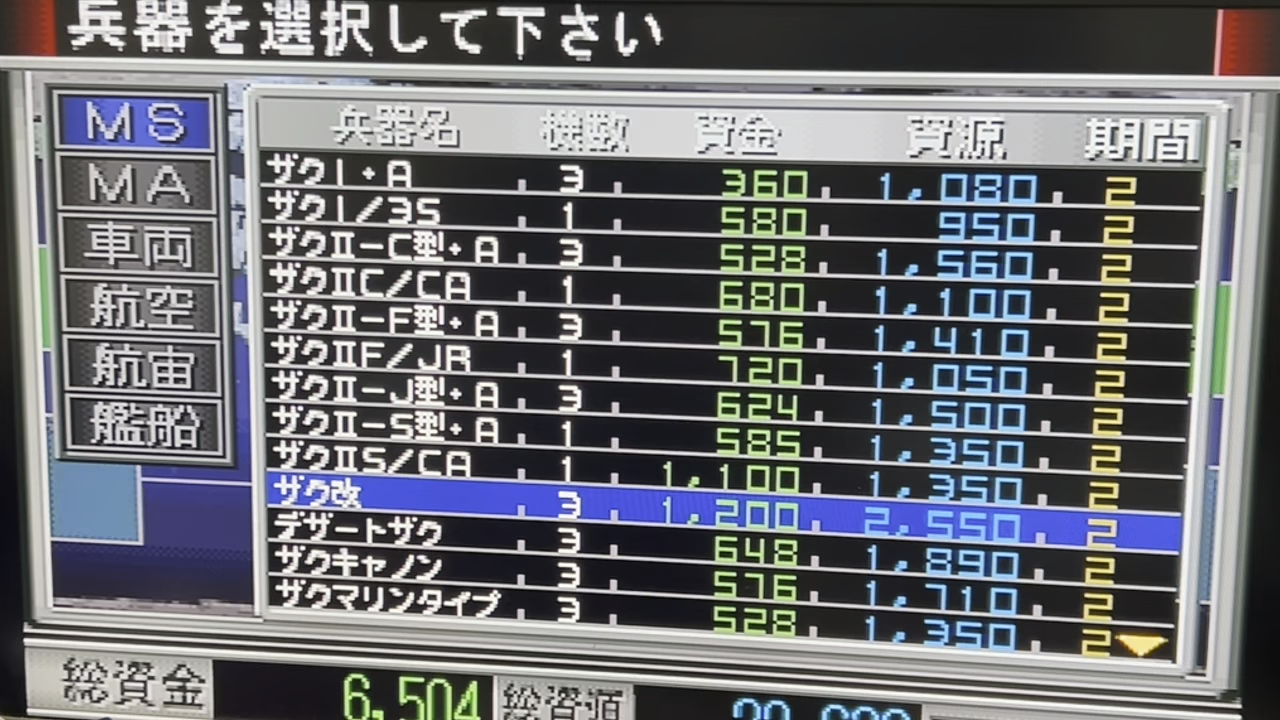 兵器を選択して下さい
MS
MA
車両
航空
航宙
艦船
兵器名 機数 資金 資源 期間
ザクⅠ+A 3 360 1,080 2
ザクⅠ/3S 1 580 950 2
ザクⅡ-C型+A 3 528 1,560 2
ザクⅡC/CA 1 680 1,100 2
ザクⅡ-F型+A 3 576 1,410 2
ザクⅡF/JR 1 720 1,050 2
ザクⅡ-J型+A 3 624 1,500 2
ザクⅡ-S型+A 1 585 1,350 2
ザクⅡS/CA 1 1,100 1,350 2
ザク改 3 1,200 2,550 2
デザートザク 3 648 1,890 2
ザクキャノン 3 576 1,710 2
ザクマリンタイプ 3 528 1,350 2
総資金 6,504 総資源